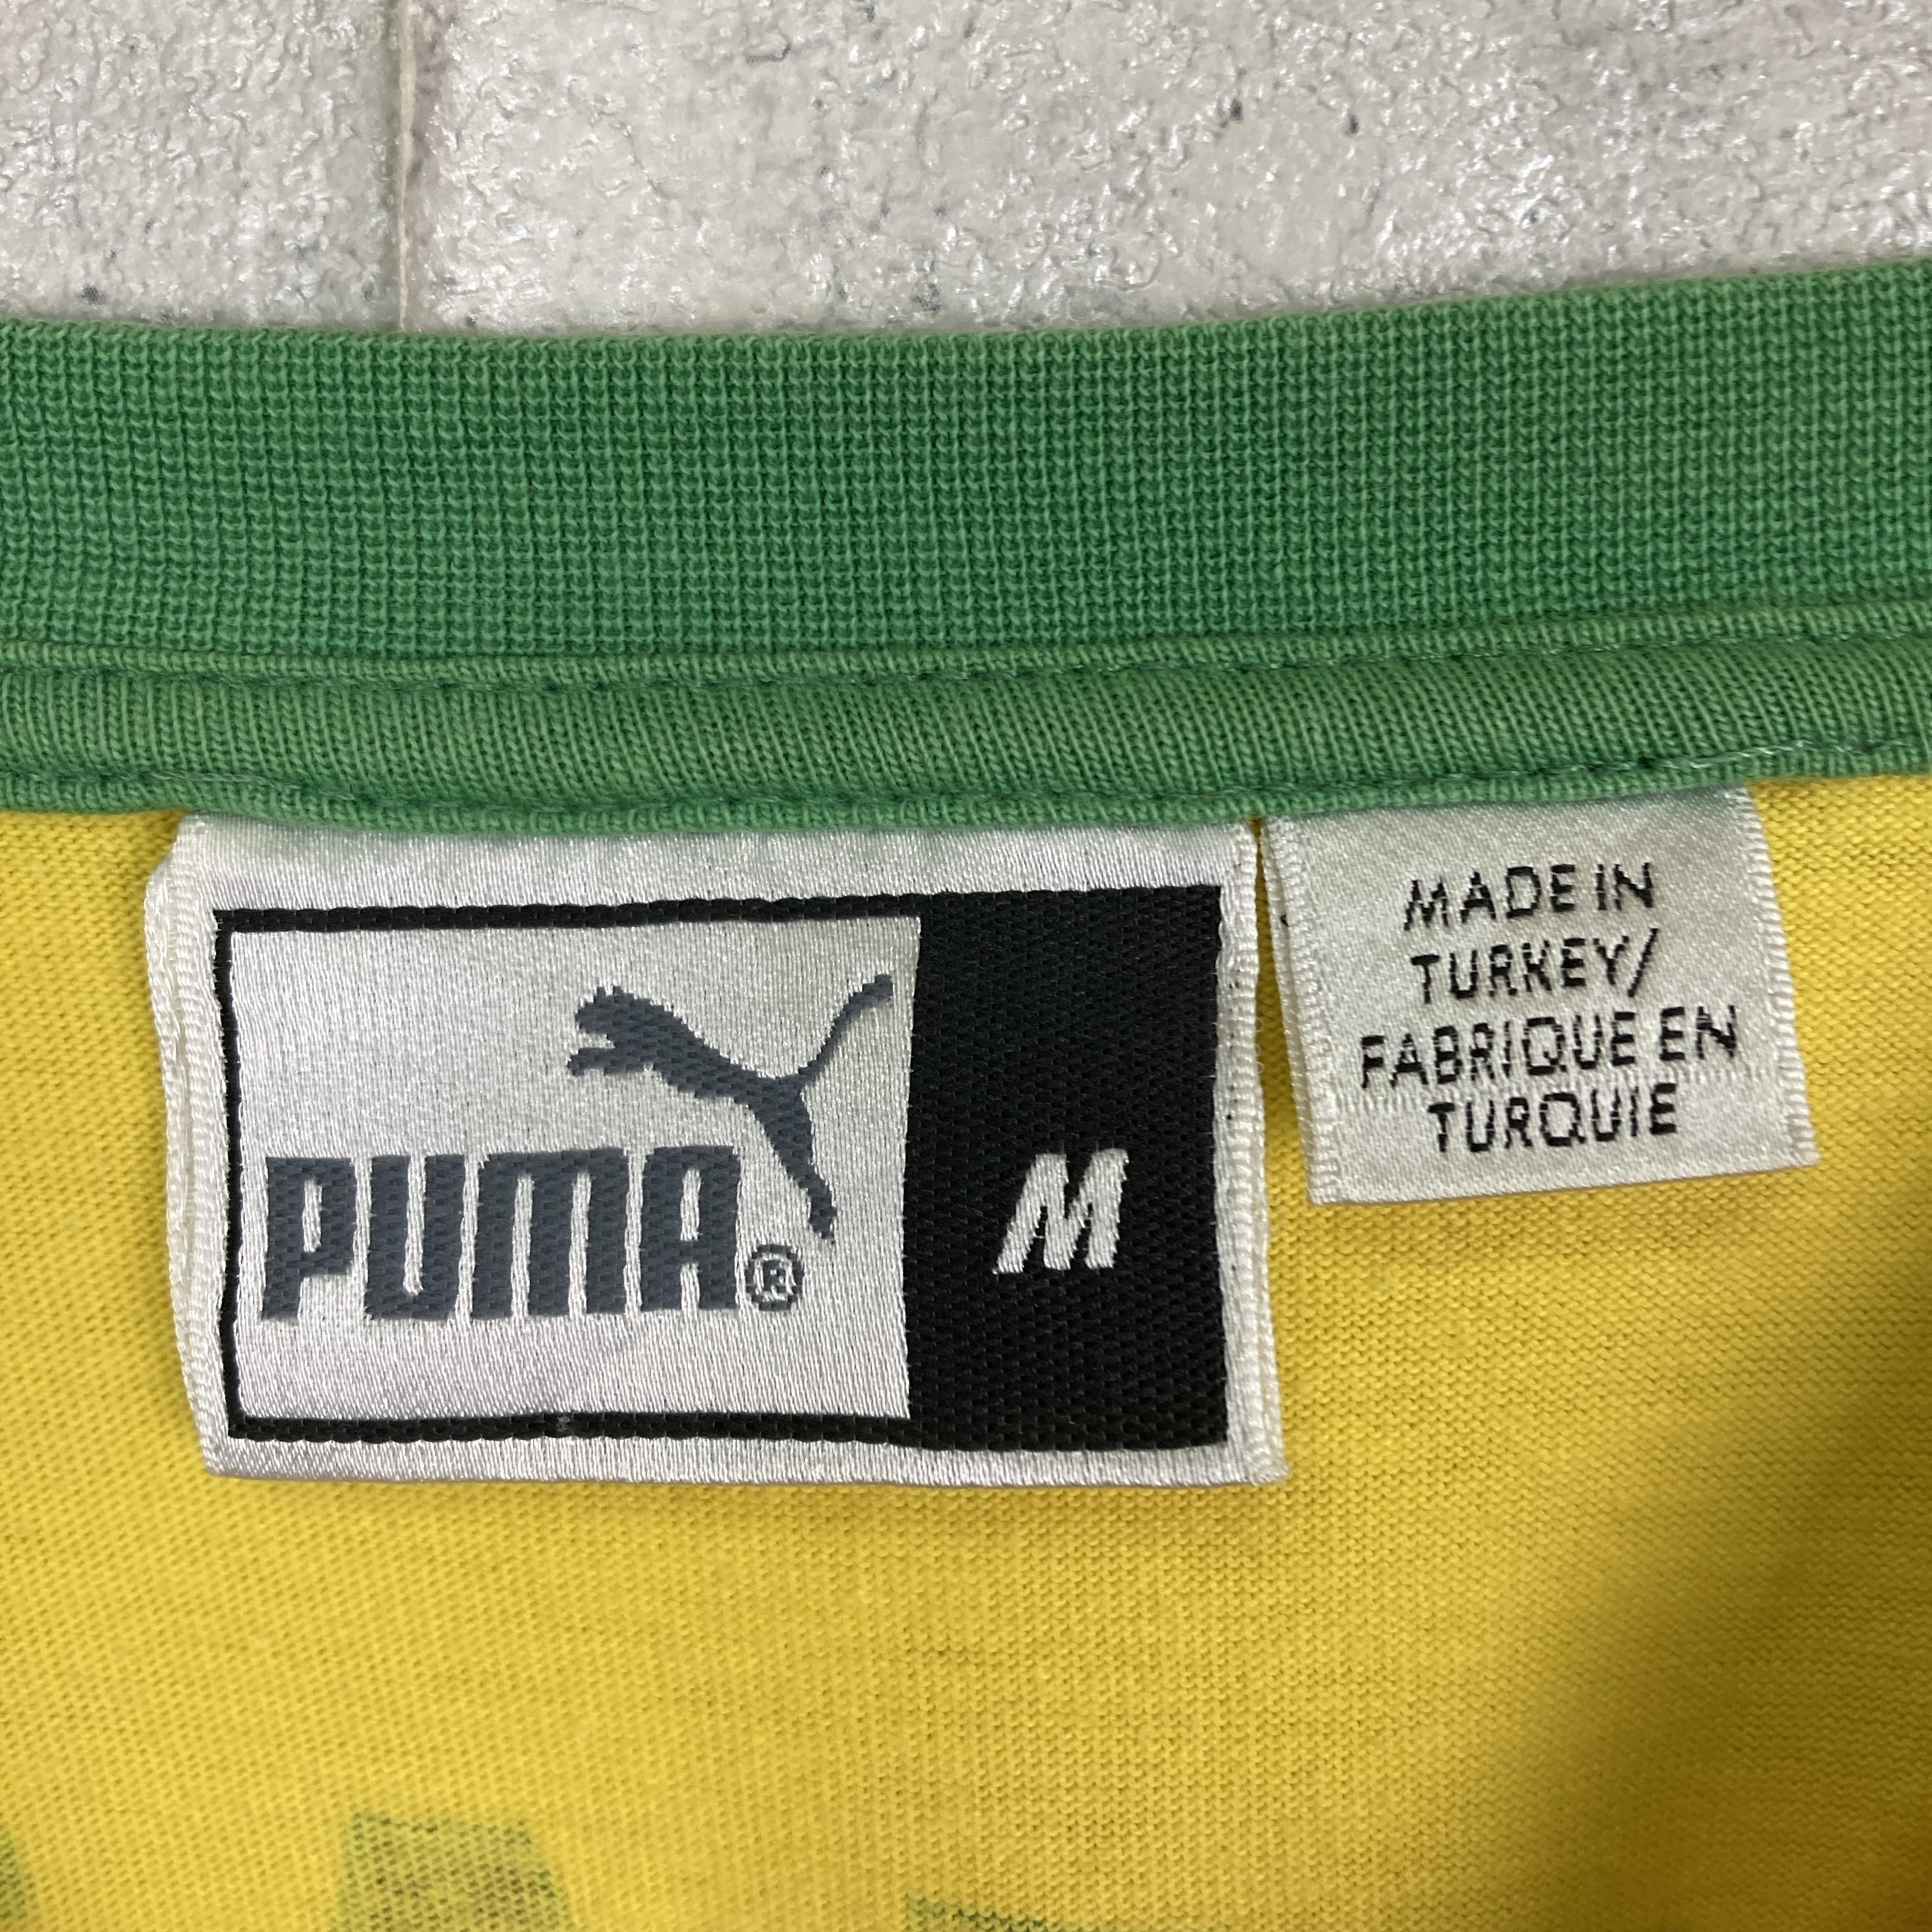 PUMA®
M
MADE IN
TURKEY/
FABRIQUE EN
TURQUIE